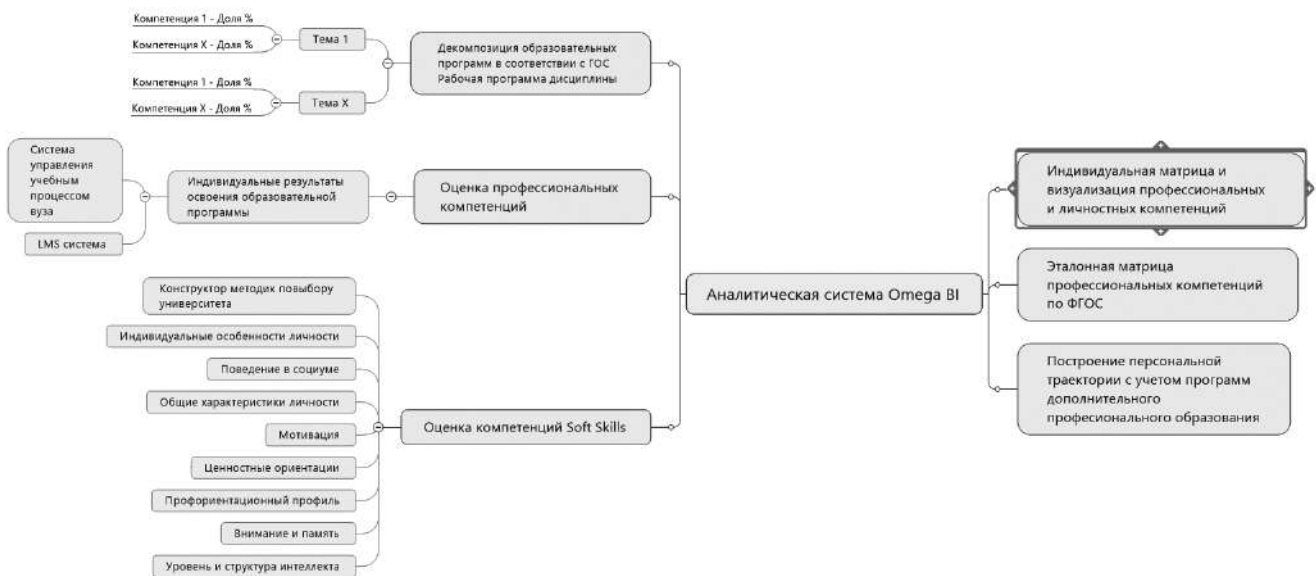 Компетенция 1 - Доля %
Компетенция X - Доля %
Тема 1
Компетенция 1 - Доля %
Компетенция X - Доля %
Тема X
Декомпозиция образовательных
программ в соответствии с ГОС
Рабочая программа дисциплины
Система
управления
учебным
процессом
вуза
LMS система
Индивидуальные результаты
освоения образовательной
программы
Оценка профессиональных
компетенций
Конструктор методик повыбору
университета
Индивидуальные особенности личности
Поведение в социуме
Общие характеристики личности
Мотивация
Ценностные ориентации
Профориентационный профиль
Внимание и память
Уровень и структура интеллекта
Оценка компетенций Soft Skills
Аналитическая система Omega BI
Индивидуальная матрица и
визуализация профессиональных
и личностных компетенций
Эталонная матрица
профессиональных компетенций
по ФГОС
Построение персональной
траектории с учетом программ
дополнительного
професионального образования